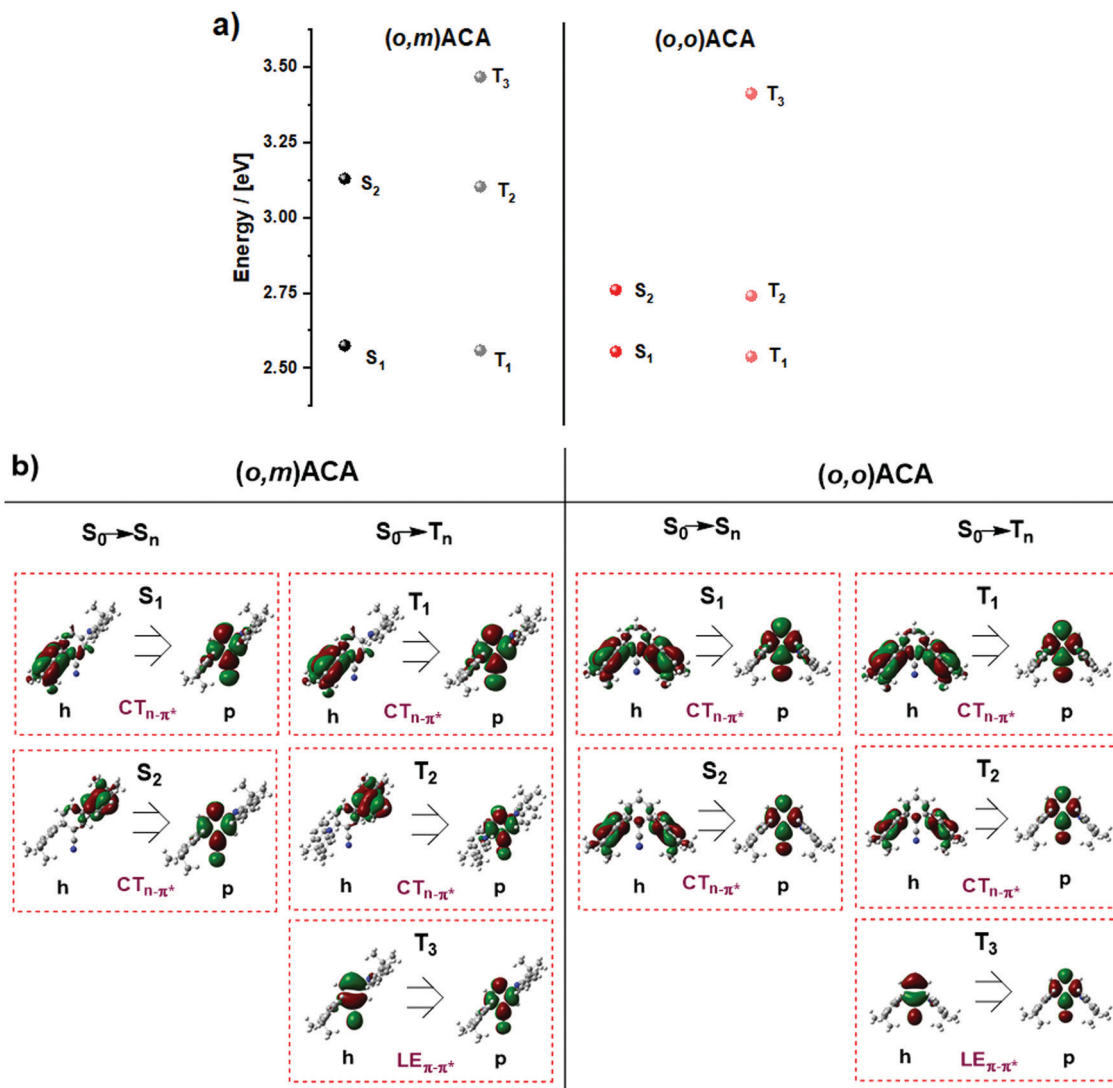 a)
(o,m)ACA
(o,o)ACA
Energy / [eV]
3.50
3.25
3.00
2.75
2.50
T3
S2
T2
S1
T1
T3
S2
T2
S1
T1
b)
(o,m)ACA
(o,o)ACA
S0→Sn
S0→Tn
S0→Sn
S0→Tn
S1
h
CTn-π*
p
T1
h
CTn-π*
p
S1
h
CTn-π*
p
T1
h
CTn-π*
p
S2
h
CTn-π*
p
T2
h
CTn-π*
p
S2
h
CTn-π*
p
T2
h
CTn-π*
p
T3
h
LEπ-π*
p
T3
h
LEπ-π*
p